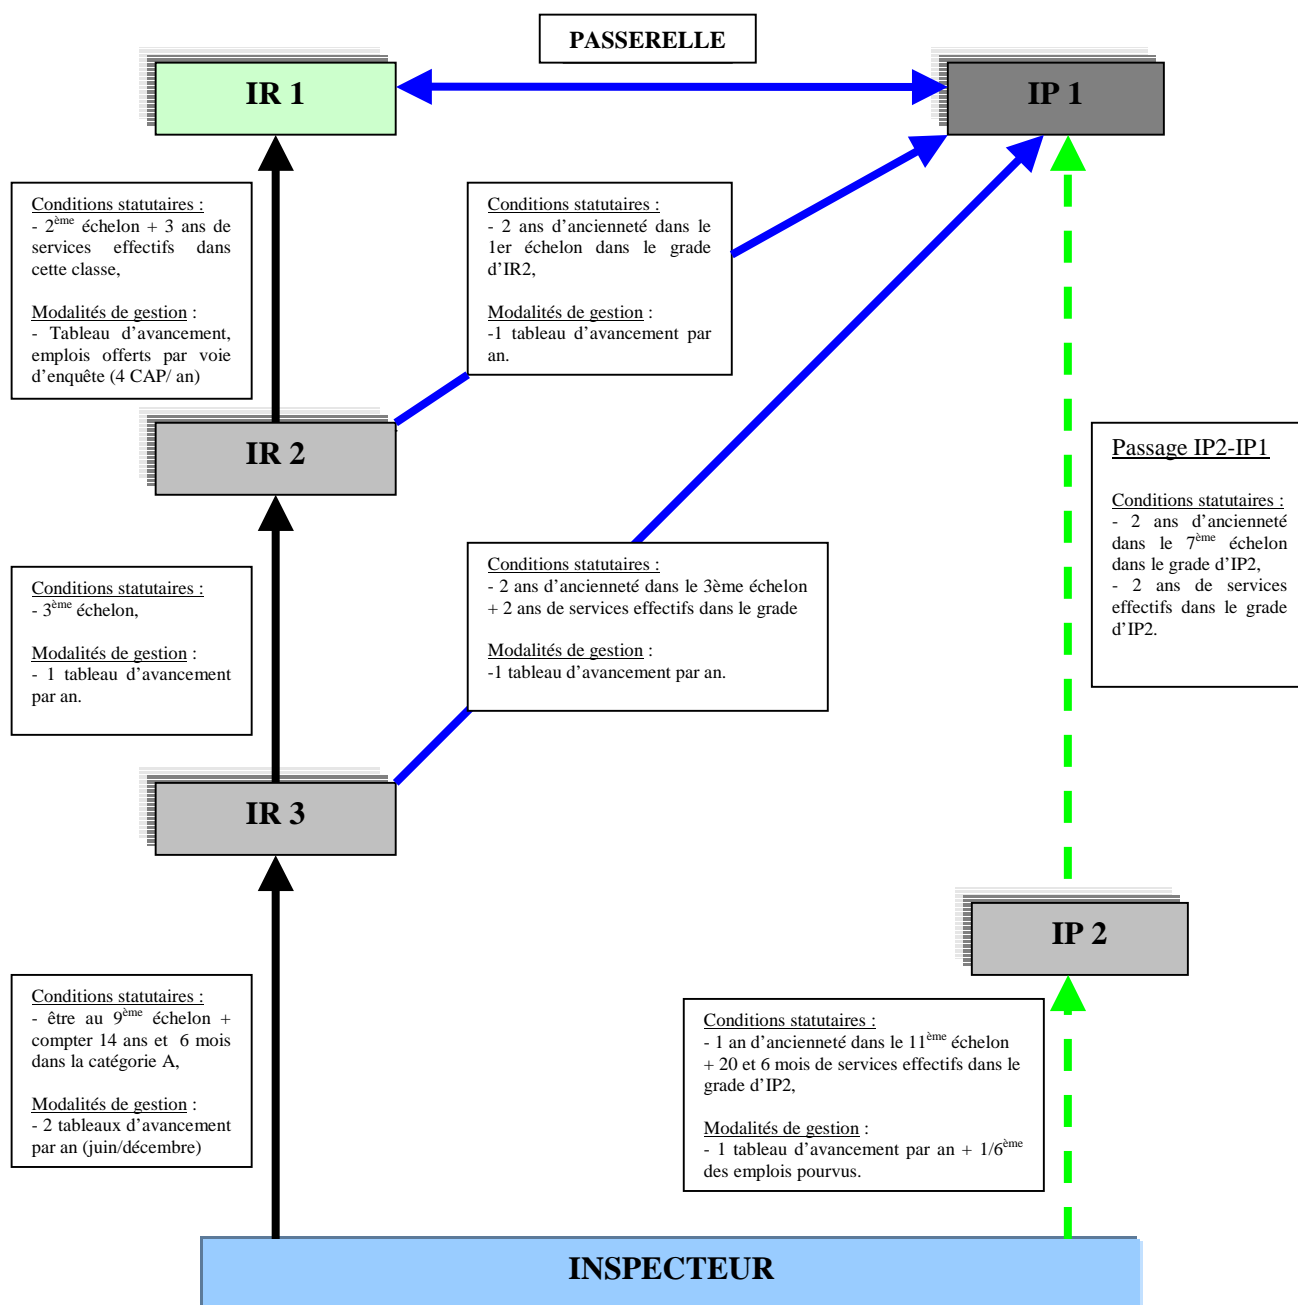 PASSERELLE
IR 1
IP 1
Conditions statutaires :
- 2ème échelon + 3 ans de
services effectifs dans
cette classe,
Modalités de gestion :
- Tableau d’avancement,
emplois offerts par voie
d’enquête (4 CAP/ an)
Conditions statutaires :
- 2 ans d’ancienneté dans le
1er échelon dans le grade
d’IR2,
Modalités de gestion :
-1 tableau d’avancement par
an.
IR 2
Passage IP2-IP1
Conditions statutaires :
- 2 ans d’ancienneté
dans le 7ème échelon
dans le grade d’IP2,
- 2 ans de services
effectifs dans le grade
d’IP2.
Conditions statutaires :
- 3ème échelon,
Modalités de gestion :
- 1 tableau d’avancement
par an.
Conditions statutaires :
- 2 ans d’ancienneté dans le 3ème échelon
+ 2 ans de services effectifs dans le grade
Modalités de gestion :
-1 tableau d’avancement par an.
IR 3
IP 2
Conditions statutaires :
- être au 9ème échelon +
compter 14 ans et 6 mois
dans la catégorie A,
Modalités de gestion :
- 2 tableaux d’avancement
par an (juin/décembre)
Conditions statutaires :
- 1 an d’ancienneté dans le 11ème échelon
+ 20 et 6 mois de services effectifs dans le
grade d’IP2,
Modalités de gestion :
- 1 tableau d’avancement par an + 1/6ème
des emplois pourvus.
INSPECTEUR